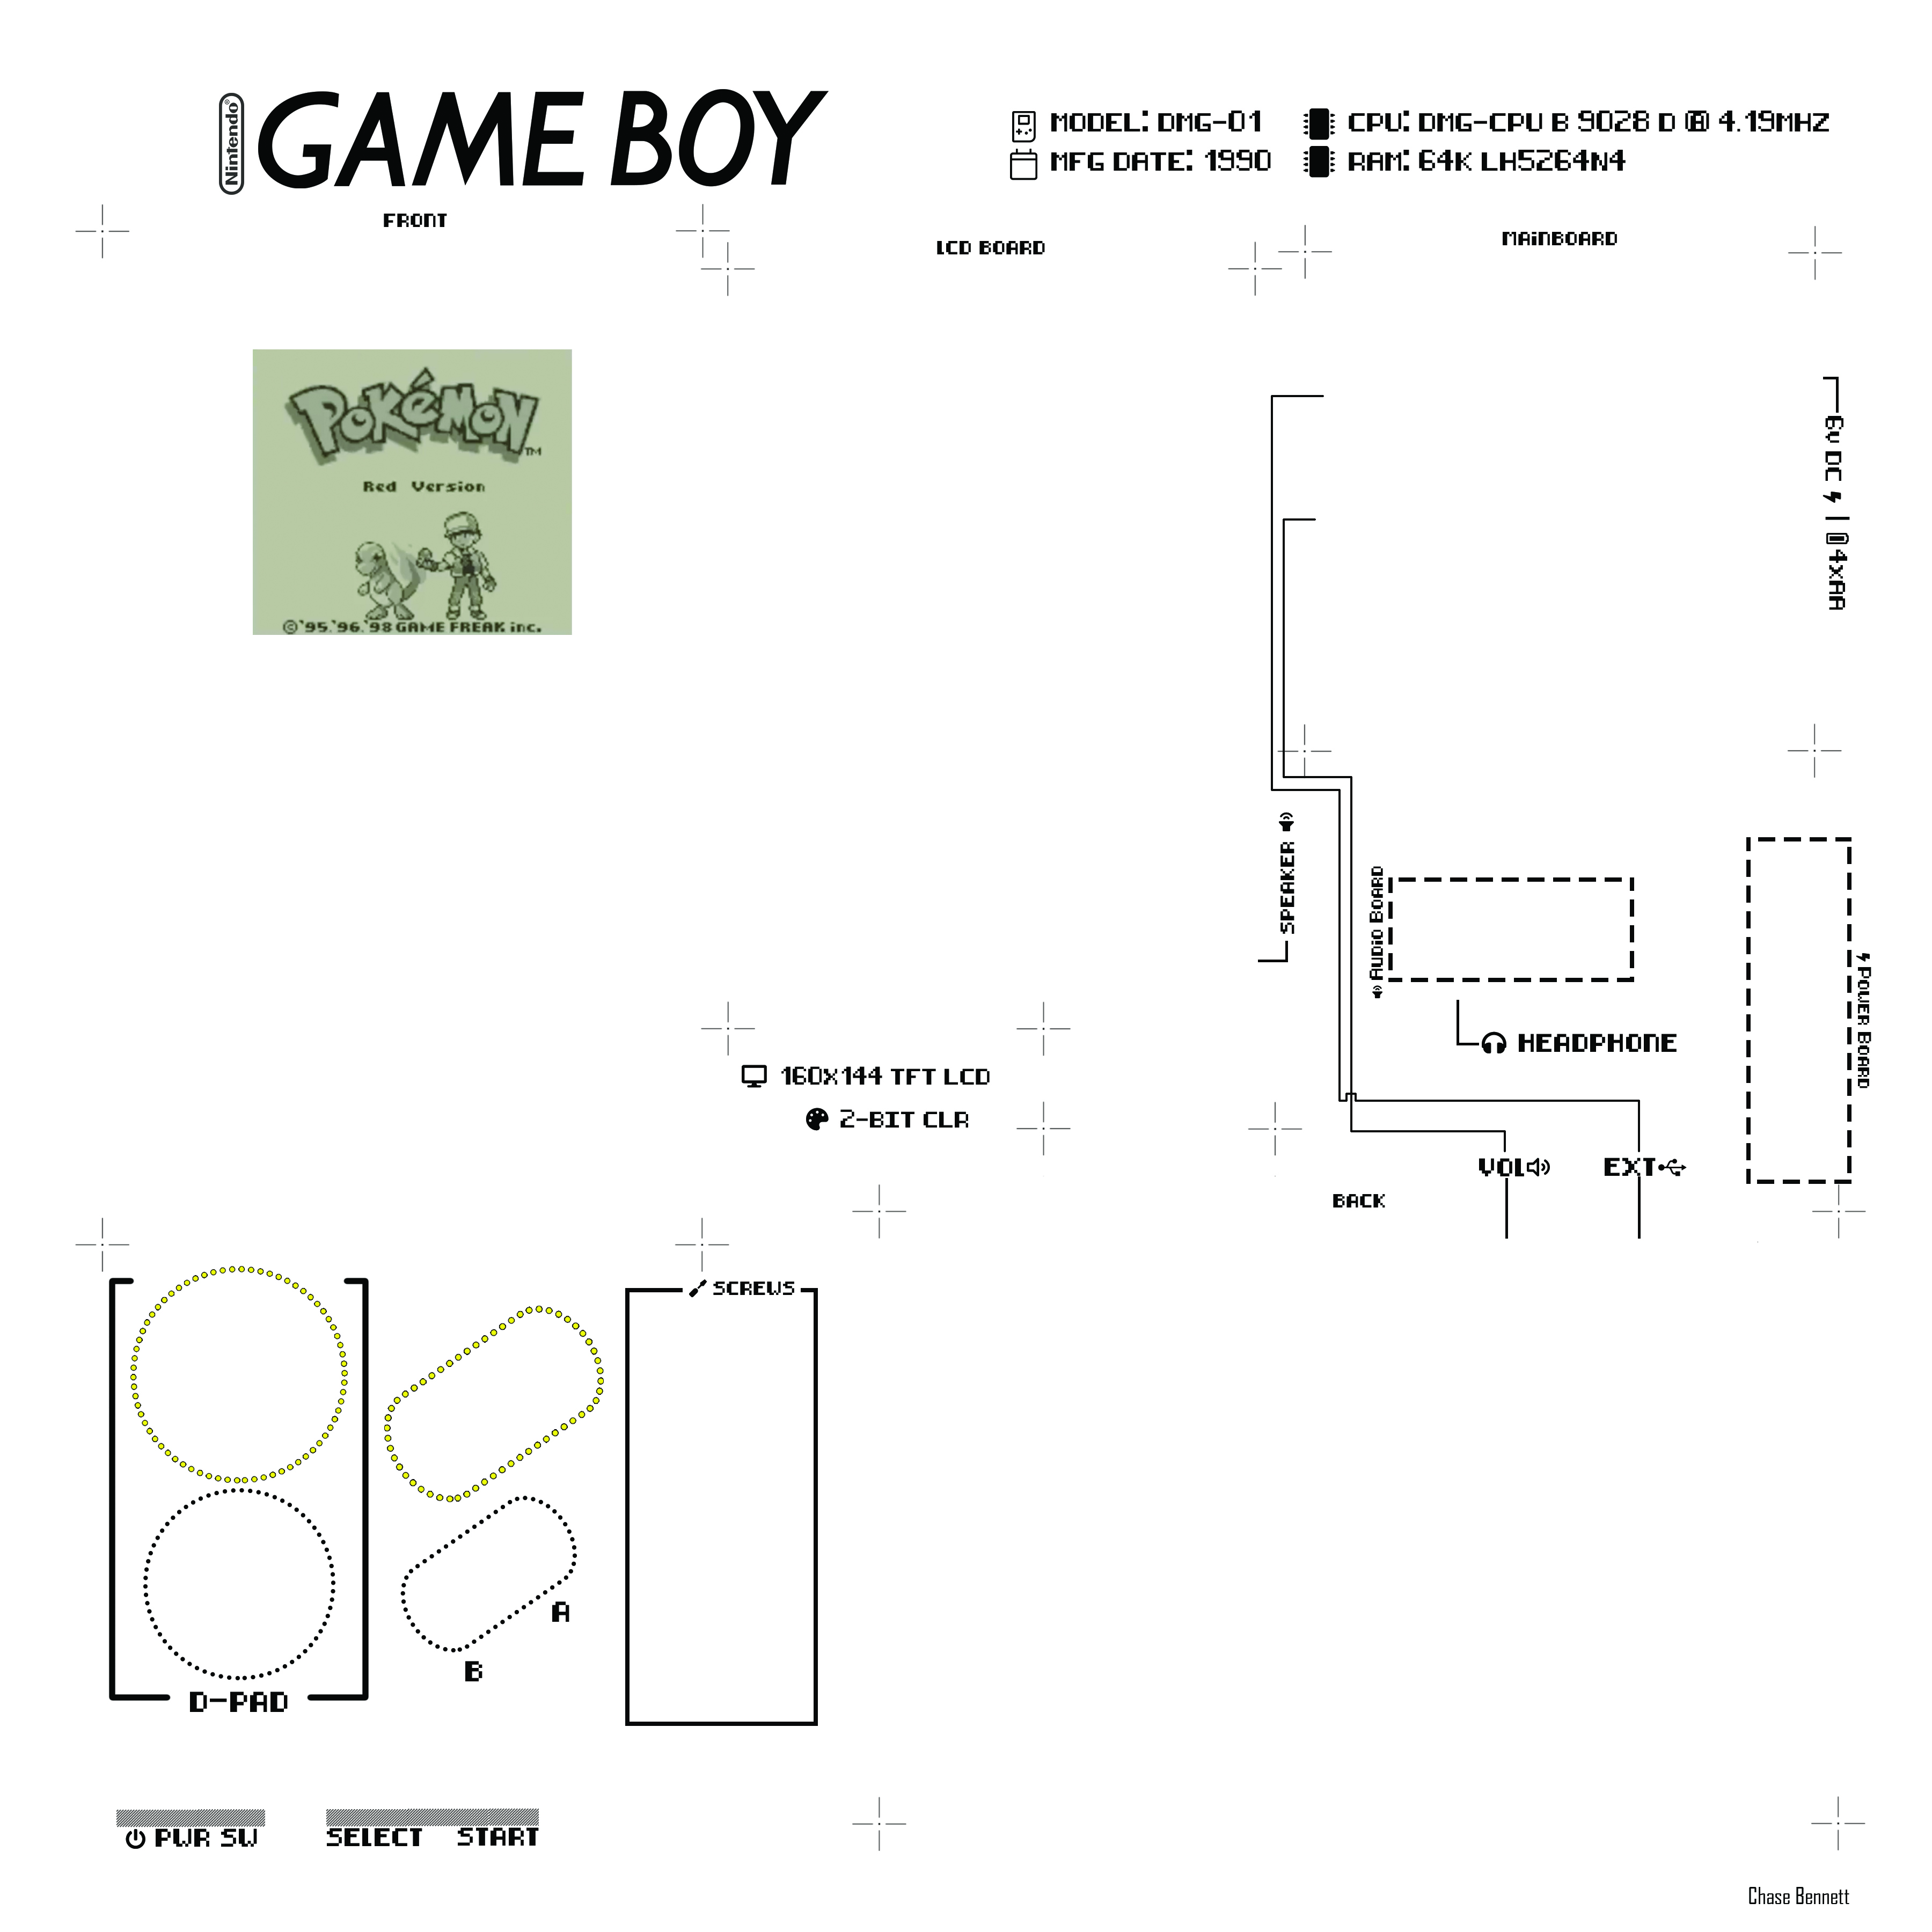 Nintendo®
GAME BOY
MODEL: DMG-01
CPU: DMG-CPU B 9028 D @ 4.19MHZ
MFG DATE: 1990
RAM: 64K LH5264N4
FRONT
LCD BOARD
MAINBOARD
POKéMON
TM
Red Version
©'95.'96.'98 GAME FREAK inc.
6V DC
4XAA
SPEAKER
AUDIO BOARD
POWER BOARD
HEADPHONE
160X144 TFT LCD
2-BIT CLR
VOL
EXT
BACK
SCREWS
A
B
D-PAD
PWR SW
SELECT START
Chase Bennett